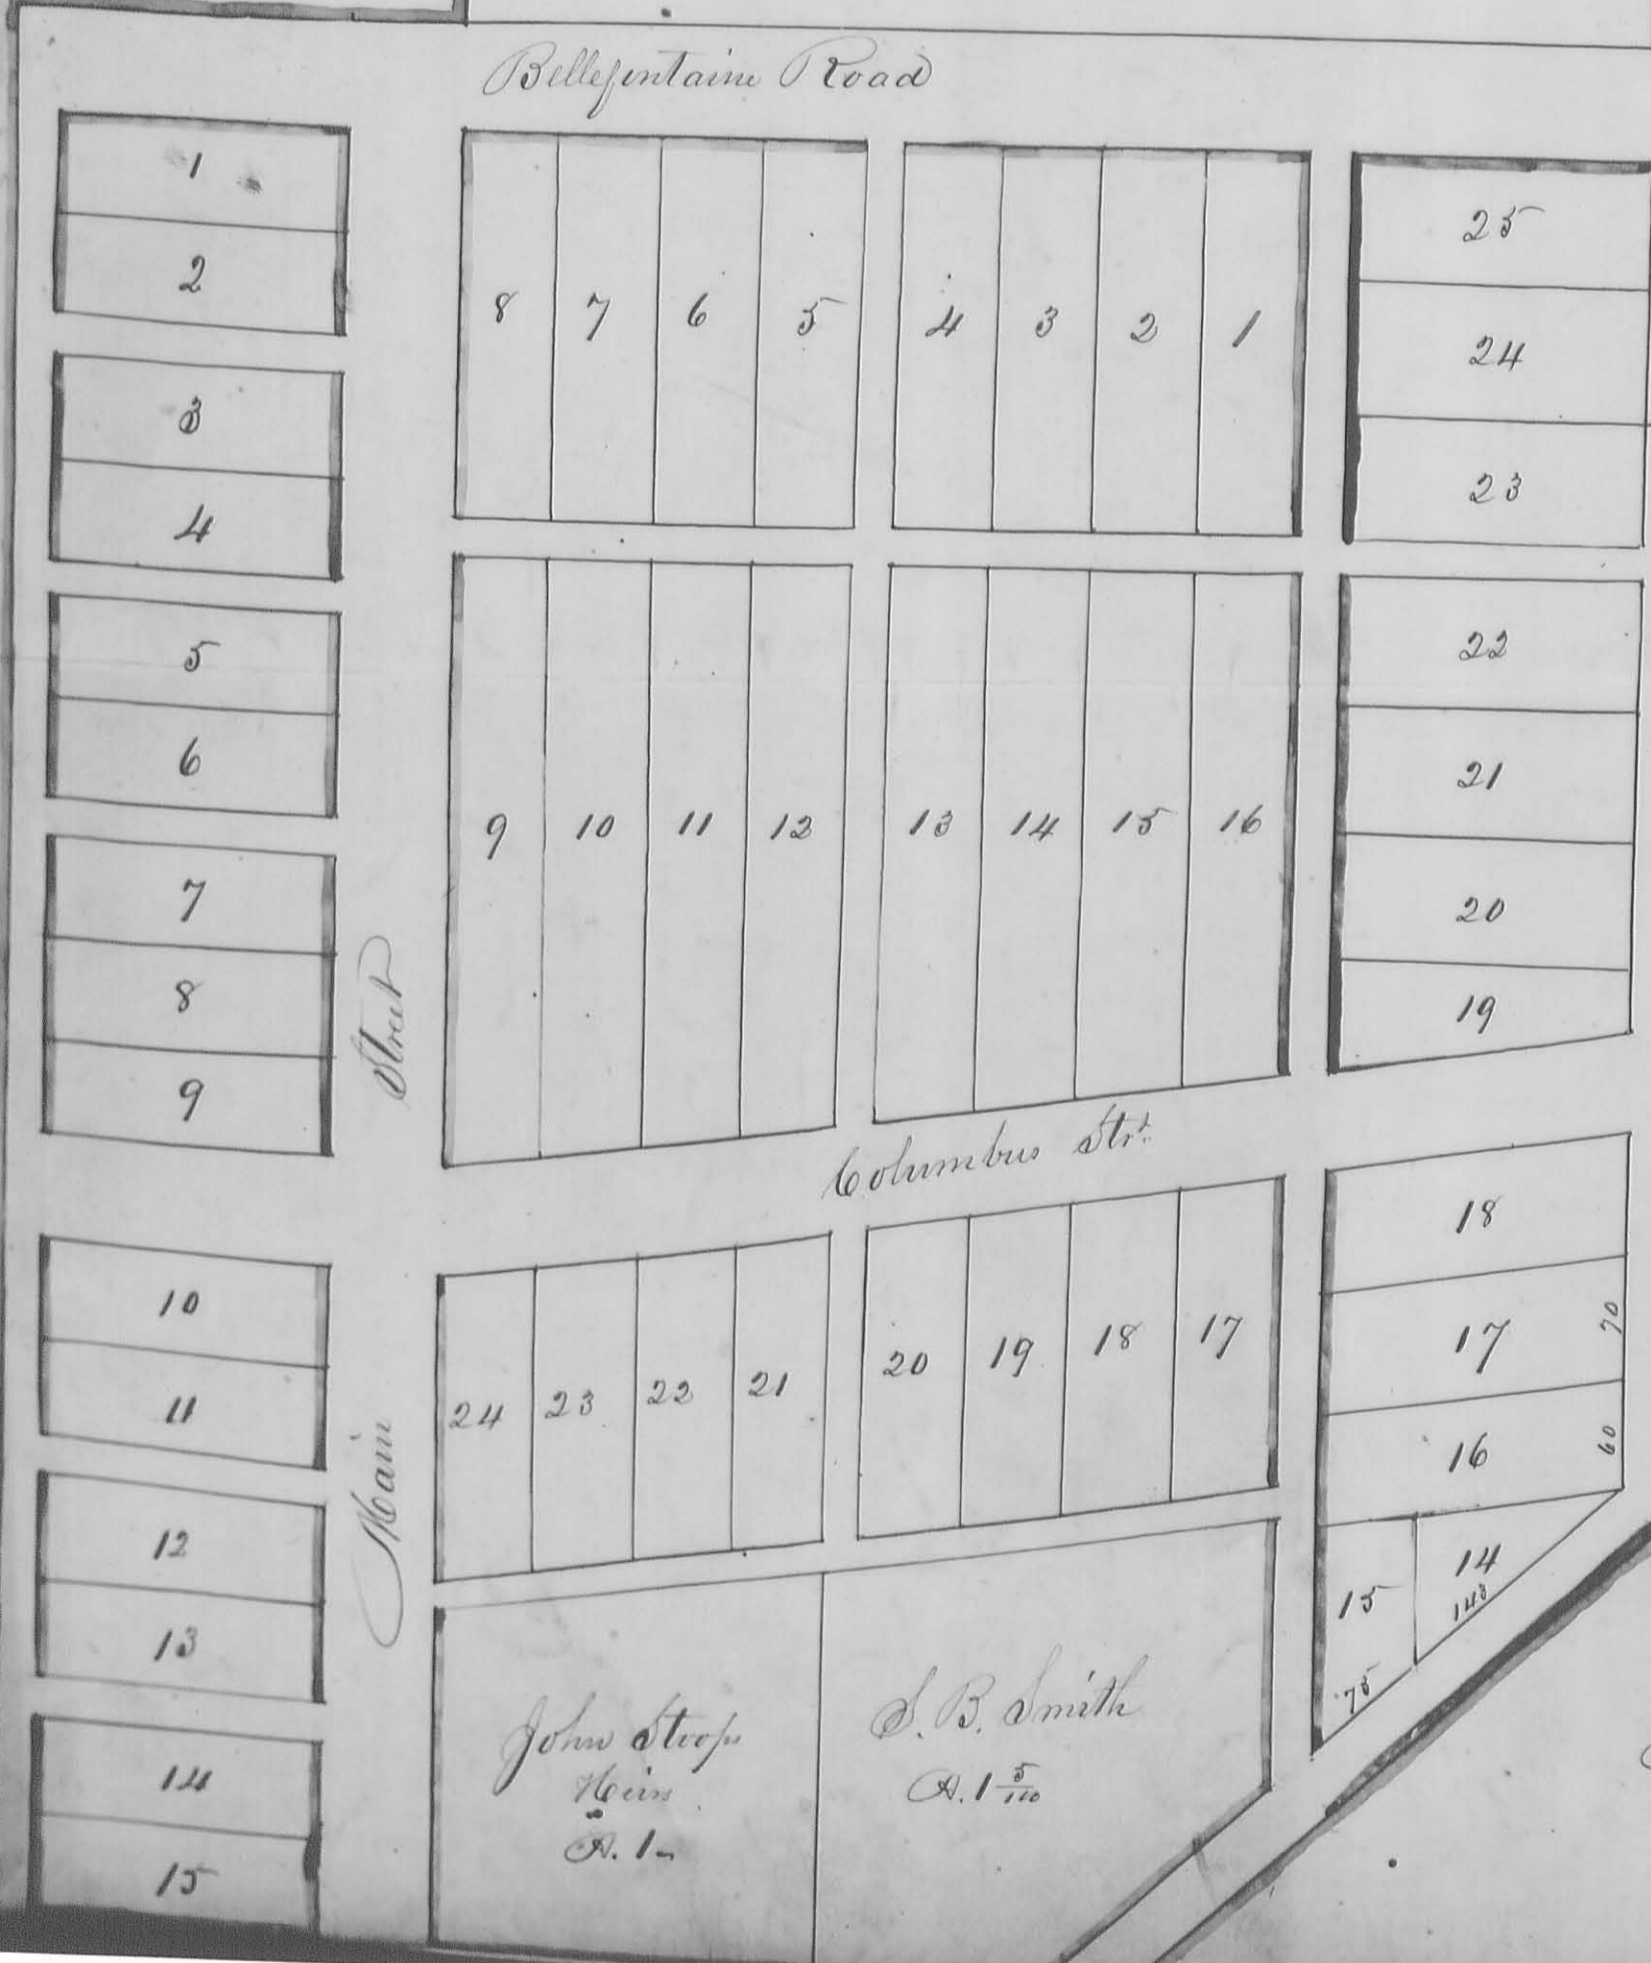 Bellefontaine Road
1
2
3
4
5
6
7
8
9
10
11
12
13
14
15
Main Street
8 7 6 5 4 3 2 1
9 10 11 12 13 14 15 16
Columbus Strt.
24 23 22 21 20 19 18 17
John Stoops
Heirs
A. 1-
S. B. Smith
A. 1 5/100
25
24
23
22
21
20
19
18
17 70
16 60
15 14
143
75